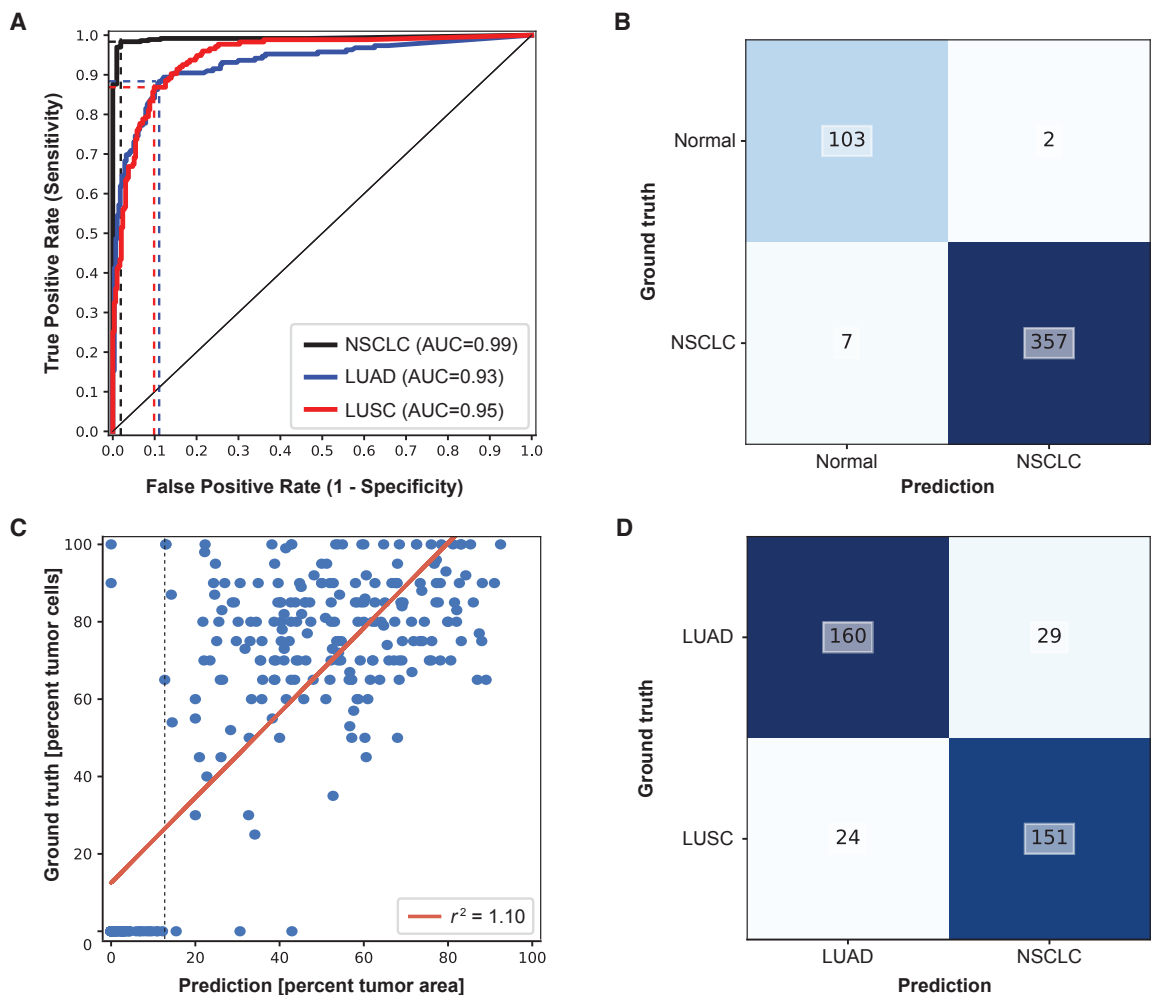 A
True Positive Rate (Sensitivity)
1.0
0.9
0.8
0.7
0.6
0.5
0.4
0.3
0.2
0.1
0.0
NSCLC (AUC=0.99)
LUAD (AUC=0.93)
LUSC (AUC=0.95)
0.0 0.1 0.2 0.3 0.4 0.5 0.6 0.7 0.8 0.9 1.0
False Positive Rate (1 - Specificity)
B
Ground truth
Normal 103 2
NSCLC 7 357
Normal NSCLC
Prediction
C
Ground truth [percent tumor cells]
100
80
60
40
20
0
r² = 1.10
0 20 40 60 80 100
Prediction [percent tumor area]
D
Ground truth
LUAD 160 29
LUSC 24 151
LUAD NSCLC
Prediction